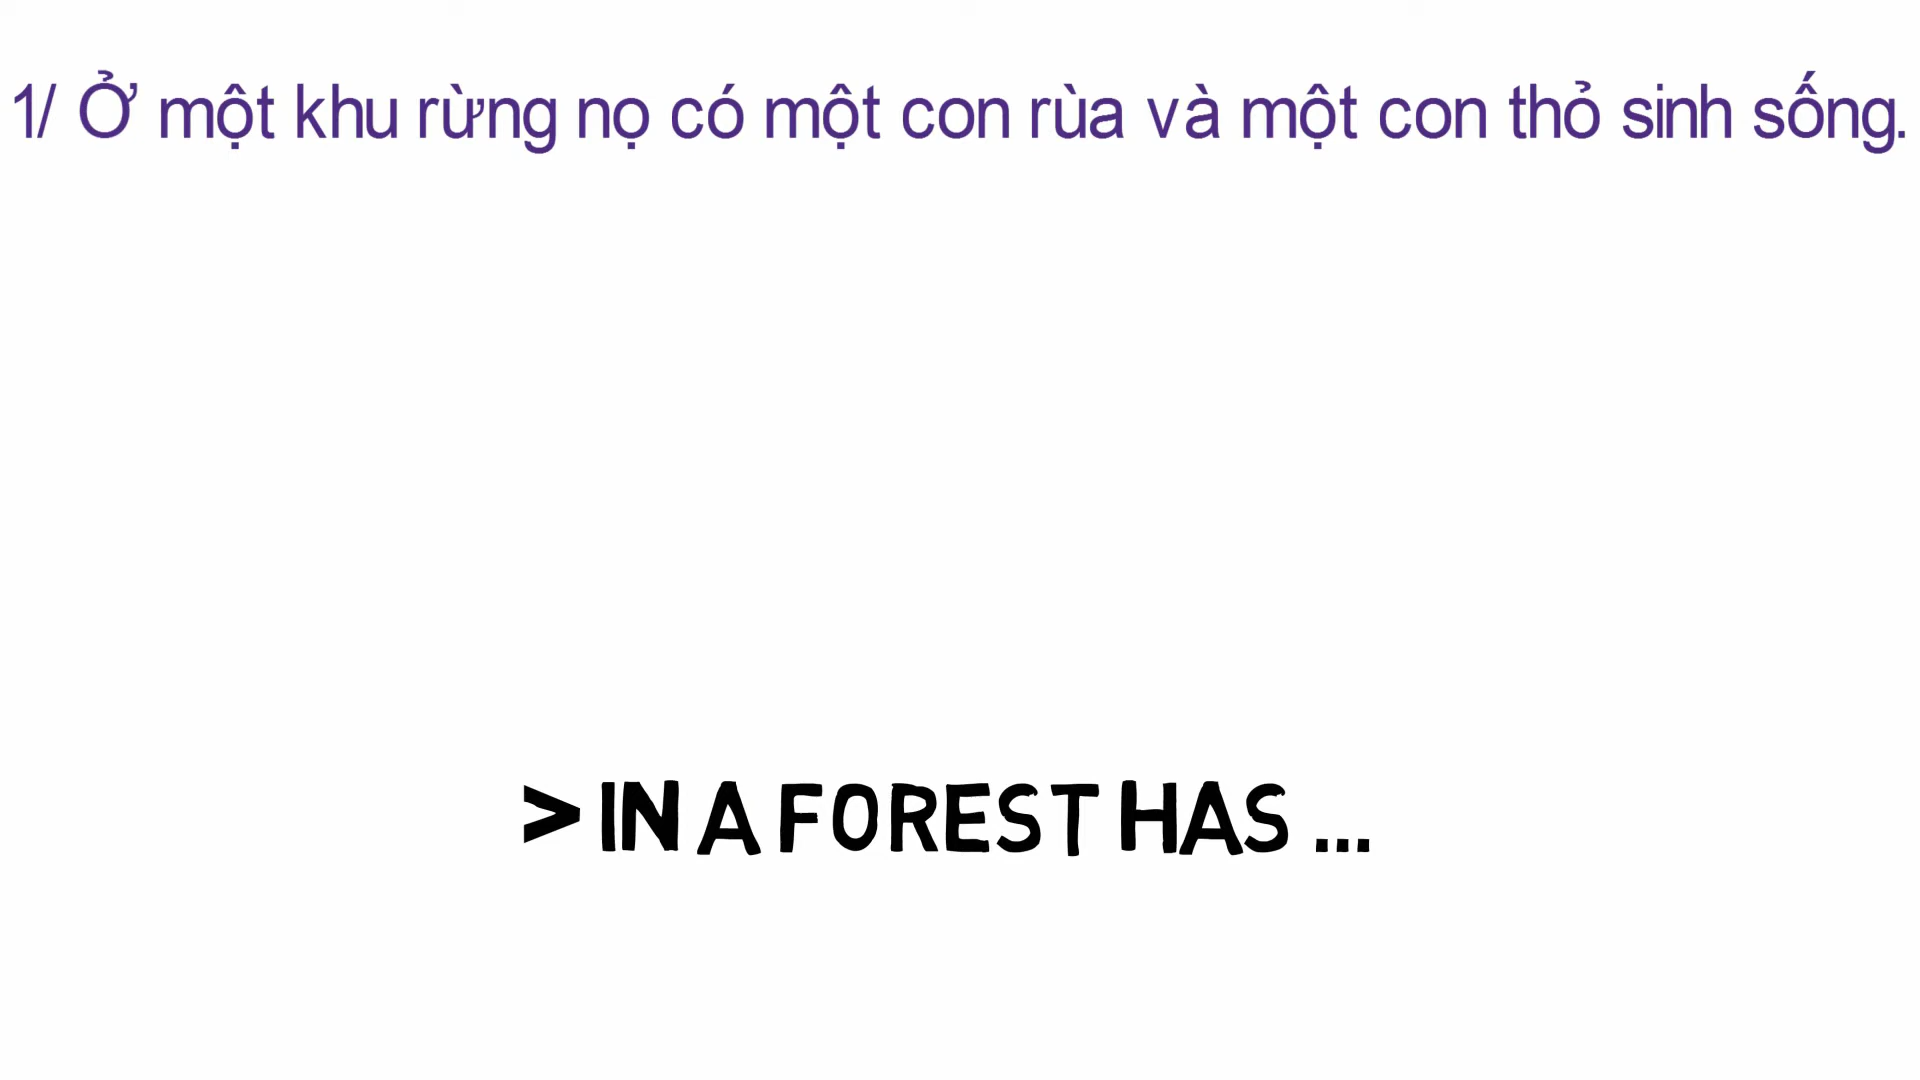 1/ Ở một khu rừng nọ có một con rùa và một con thỏ sinh sống.
> IN A FOREST HAS ...